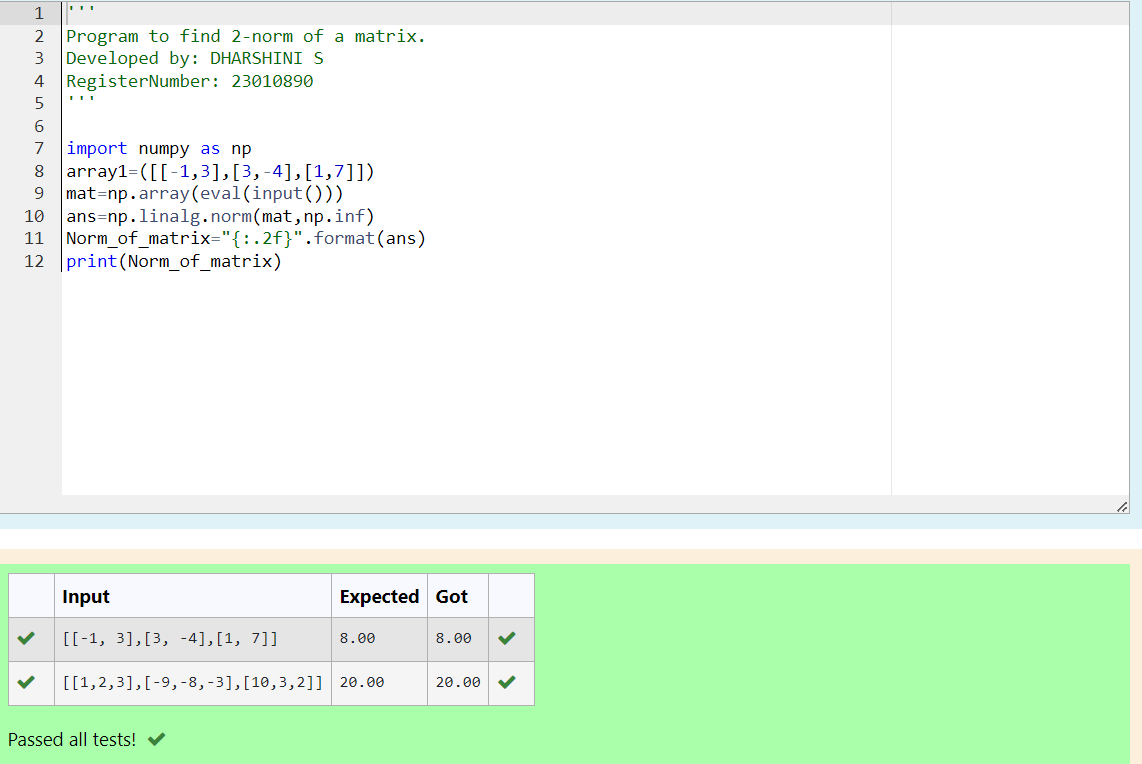 1 '''
2 Program to find 2-norm of a matrix.
3 Developed by: DHARSHINI S
4 RegisterNumber: 23010890
5 '''
6
7 import numpy as np
8 array1=([[-1,3],[3,-4],[1,7]])
9 mat=np.array(eval(input()))
10 ans=np.linalg.norm(mat,np.inf)
11 Norm_of_matrix="{:.2f}".format(ans)
12 print(Norm_of_matrix)
Input Expected Got
[[-1, 3],[3, -4],[1, 7]] 8.00 8.00
[[1,2,3],[-9,-8,-3],[10,3,2]] 20.00 20.00
Passed all tests!